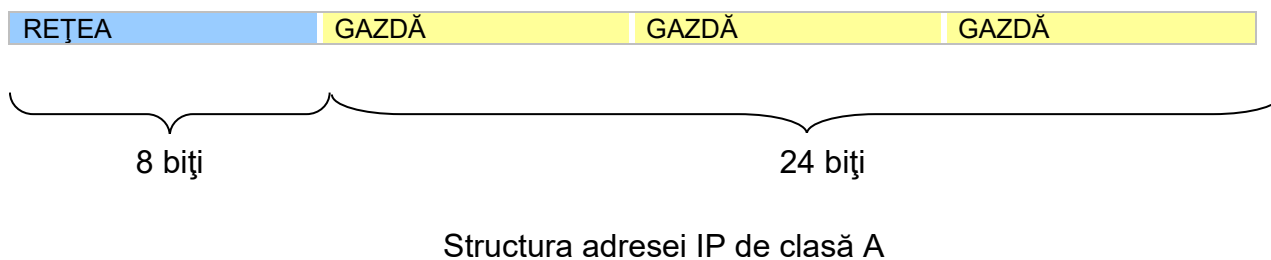 REŢEA GAZDĂ GAZDĂ GAZDĂ
8 biţi 24 biţi
Structura adresei IP de clasă A